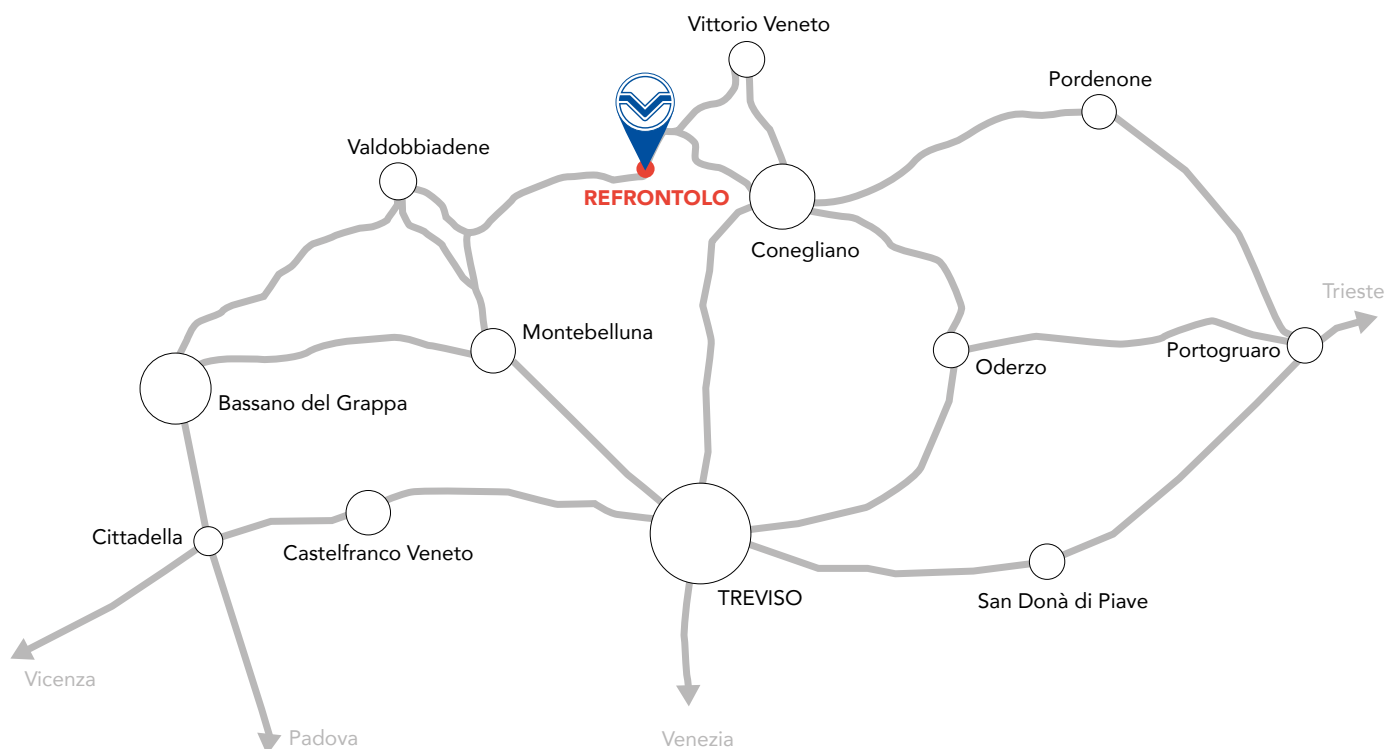 Vittorio Veneto
Pordenone
Valdobbiadene
REFRONTOLO
Conegliano
Trieste
Montebelluna
Portogruaro
Oderzo
Bassano del Grappa
Cittadella
Castelfranco Veneto
TREVISO
San Donà di Piave
Vicenza
Padova
Venezia